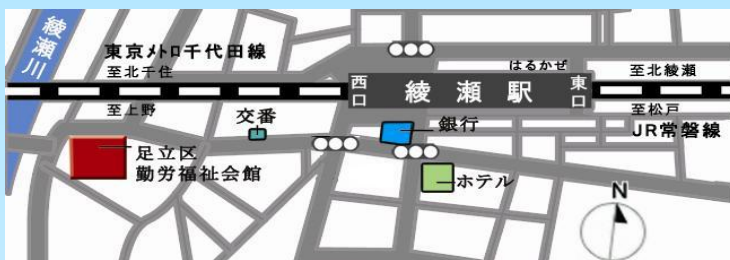 綾瀬川
東京メトロ千代田線
至北千住
至上野
西口
綾瀬駅
はるかぜ
東口
至北綾瀬
至松戸
JR常磐線
交番
銀行
足立区
勤労福祉会館
ホテル
N